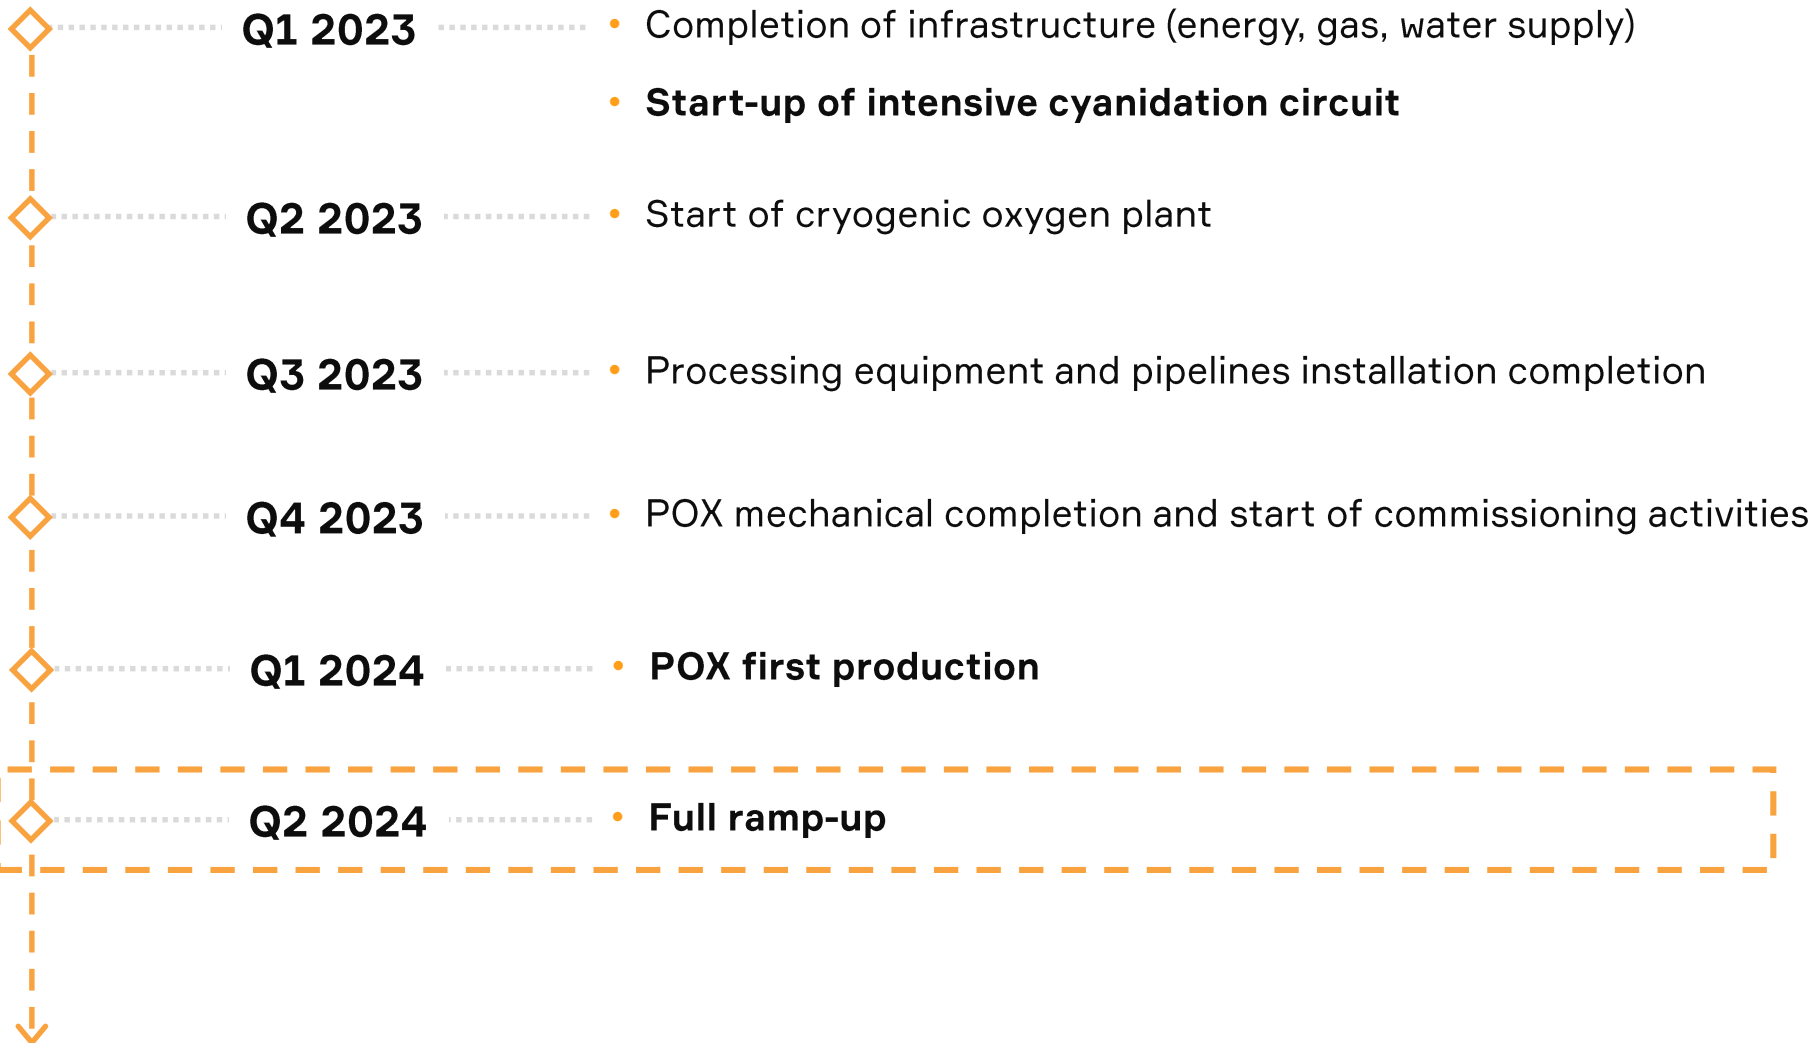 Q1 2023 • Completion of infrastructure (energy, gas, water supply)
• Start-up of intensive cyanidation circuit
Q2 2023 • Start of cryogenic oxygen plant
Q3 2023 • Processing equipment and pipelines installation completion
Q4 2023 • POX mechanical completion and start of commissioning activities
Q1 2024 • POX first production
Q2 2024 • Full ramp-up